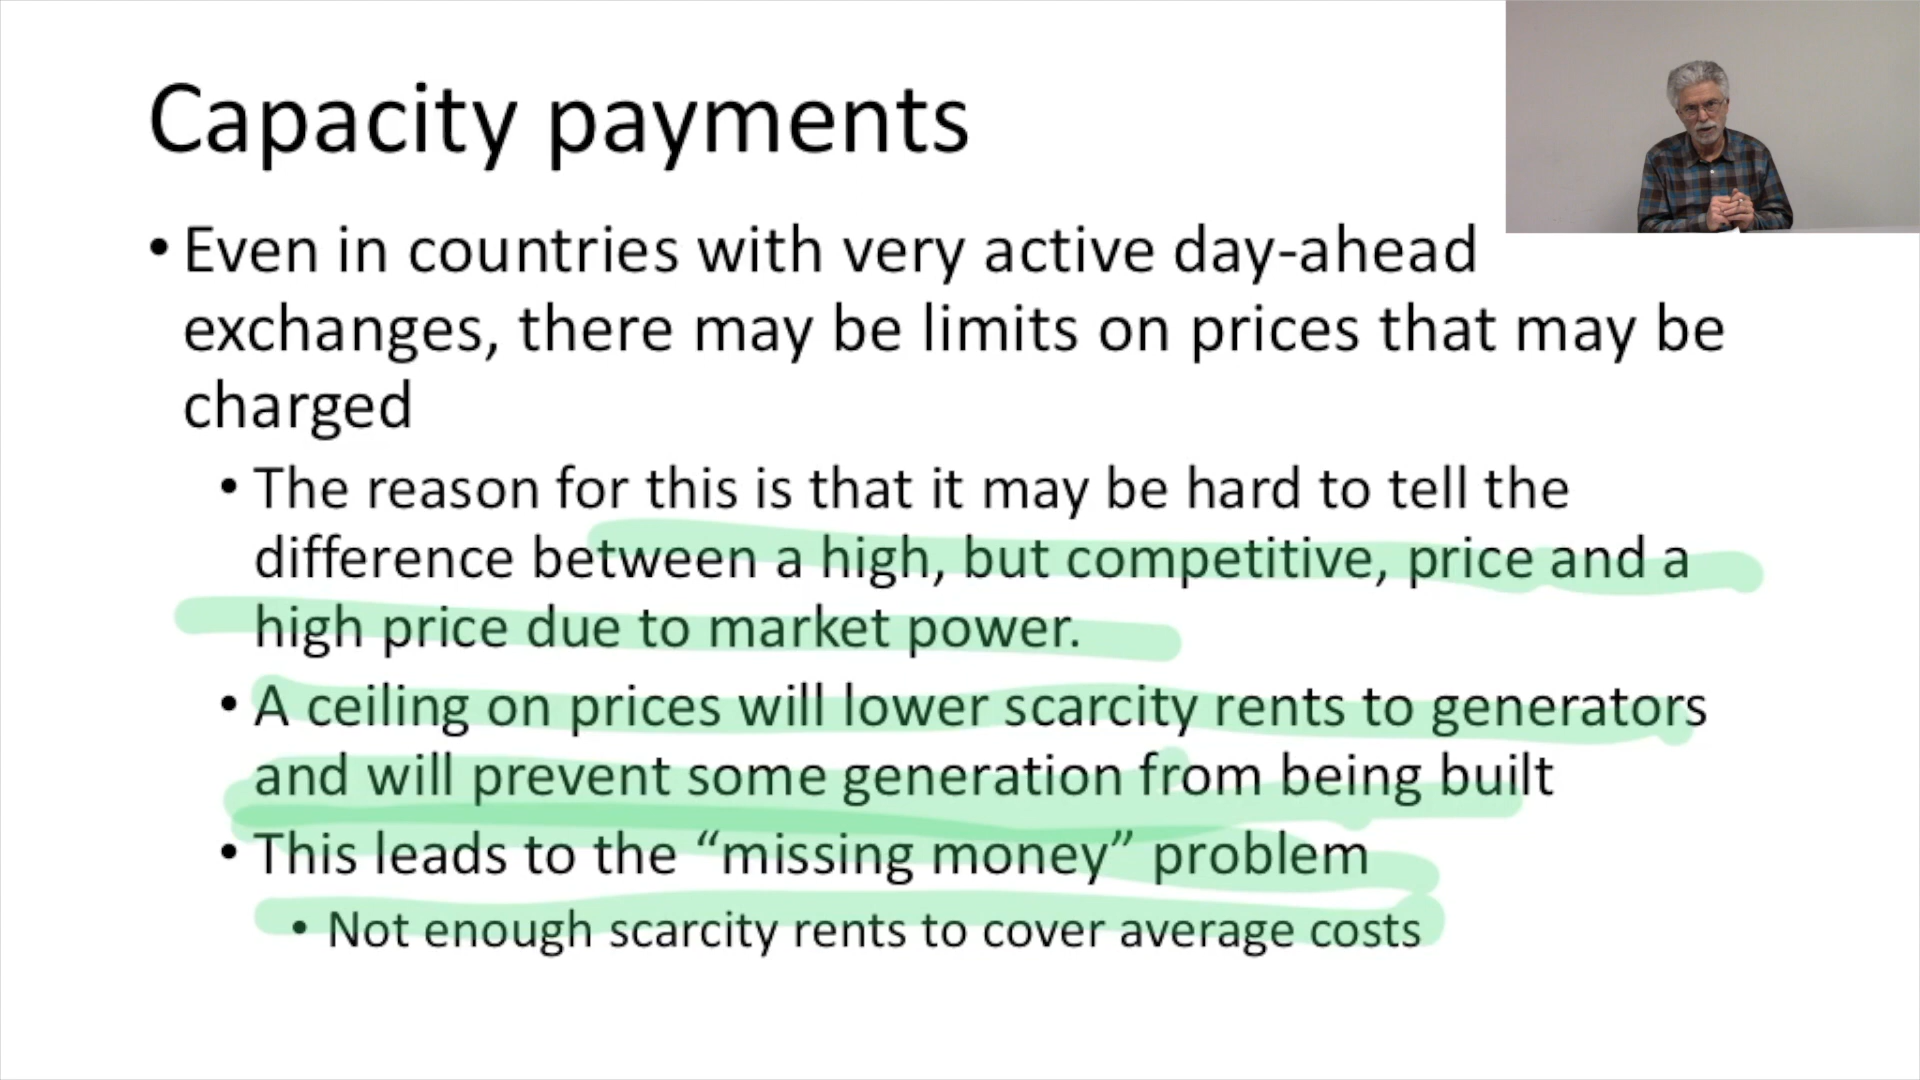 Capacity payments
• Even in countries with very active day-ahead
exchanges, there may be limits on prices that may be
charged
• The reason for this is that it may be hard to tell the
difference between a high, but competitive, price and a
high price due to market power.
• A ceiling on prices will lower scarcity rents to generators
and will prevent some generation from being built
• This leads to the “missing money” problem
• Not enough scarcity rents to cover average costs